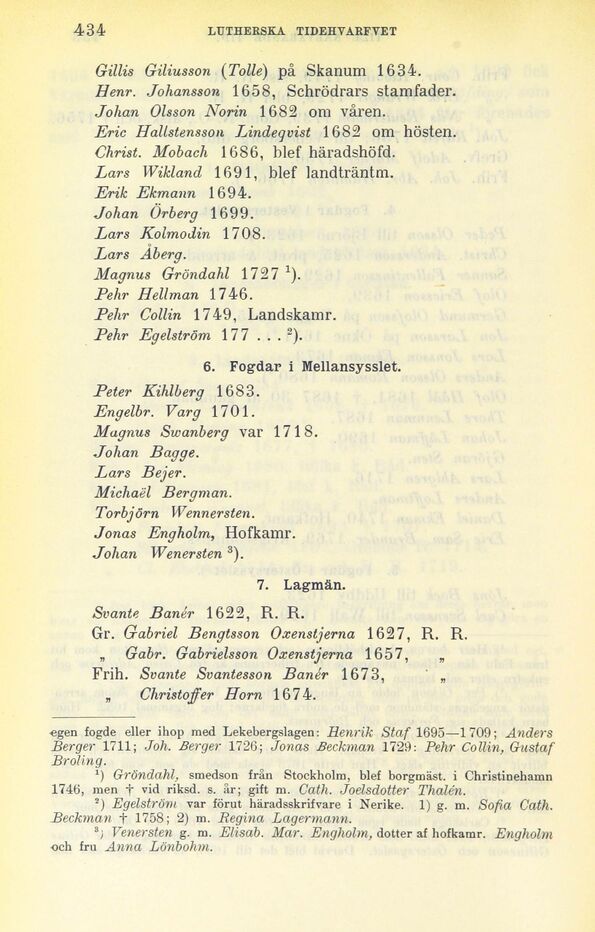 434 LUTHERSKA TIDEHVARFVET
Gillis Giliusson (Tolle) på Skanum 1634.
Henr. Johansson 1658, Schrödrars stamfader.
Johan Olsson Norin 1682 om våren.
Eric Hallstensson Lindeqvist 1682 om hösten.
Christ. Mobach 1686, blef häradshöfd.
Lars Wikland 1691, blef landträntm.
Erik Ekmann 1694.
Johan Örberg 1699.
Lars Kolmodin 1708.
Lars Åberg.
Magnus Gröndahl 1727 ¹).
Pehr Hellman 1746.
Pehr Collin 1749, Landskamr.
Pehr Egelström 177 . . . ²).
6. Fogdar i Mellansysslet.
Peter Kihlberg 1683.
Engelbr. Varg 1701.
Magnus Swanberg var 1718.
Johan Bagge.
Lars Bejer.
Michaël Bergman.
Torbjörn Wennersten.
Jonas Engholm, Hofkamr.
Johan Wenersten ³).
7. Lagmän.
Svante Banér 1622, R. R.
Gr. Gabriel Bengtsson Oxenstjerna 1627, R. R.
„ Gabr. Gabrielsson Oxenstjerna 1657, „
Frih. Svante Svantesson Banér 1673, „
„ Christoffer Horn 1674.
egen fogde eller ihop med Lekebergslagen: Henrik Staf 1695—1709; Anders
Berger 1711; Joh. Berger 1726; Jonas Beckman 1729: Pehr Collin, Gustaf
Broling.
¹) Gröndahl, smedson från Stockholm, blef borgmäst. i Christinehamn
1746, men † vid riksd. s. år; gift m. Cath. Joelsdotter Thalén.
²) Egelström var förut häradsskrifvare i Nerike. 1) g. m. Sofia Cath.
Beckman † 1758; 2) m. Regina Lagermann.
³) Venersten g. m. Elisab. Mar. Engholm, dotter af hofkamr. Engholm
och fru Anna Lönbohm.